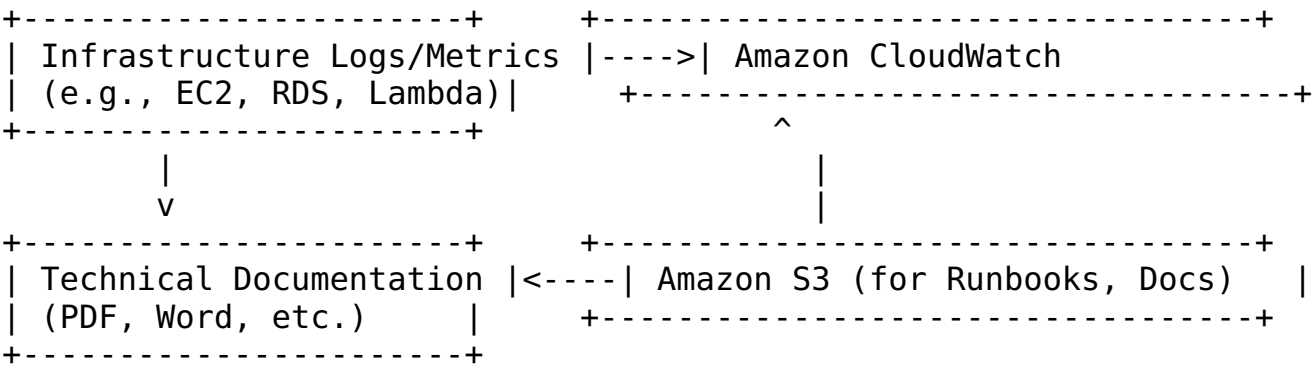 +-----------------------+      +----------------------------------+
| Infrastructure Logs/Metrics |---->| Amazon CloudWatch
| (e.g., EC2, RDS, Lambda)|      +----------------------------------+
+-----------------------+               ^
        |                                 |
        v                                 |
+-----------------------+      +----------------------------------+
| Technical Documentation |<----| Amazon S3 (for Runbooks, Docs)   |
| (PDF, Word, etc.)     |      +----------------------------------+
+-----------------------+